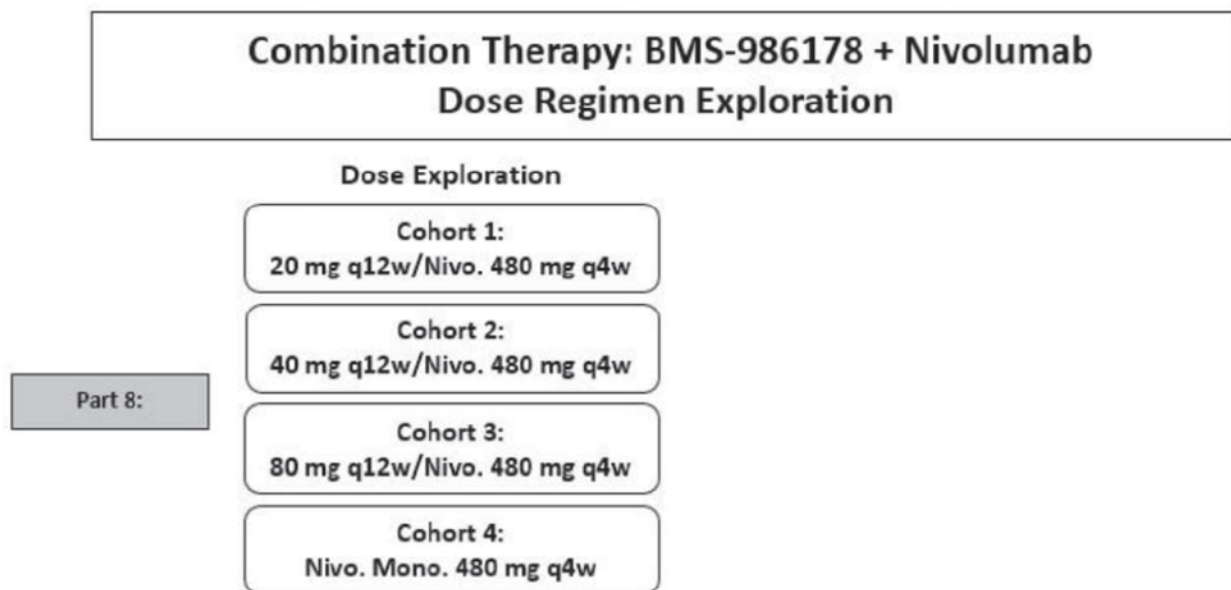 Combination Therapy: BMS-986178 + Nivolumab
Dose Regimen Exploration
Dose Exploration
Cohort 1:
20 mg q12w/Nivo. 480 mg q4w
Cohort 2:
40 mg q12w/Nivo. 480 mg q4w
Part 8:
Cohort 3:
80 mg q12w/Nivo. 480 mg q4w
Cohort 4:
Nivo. Mono. 480 mg q4w